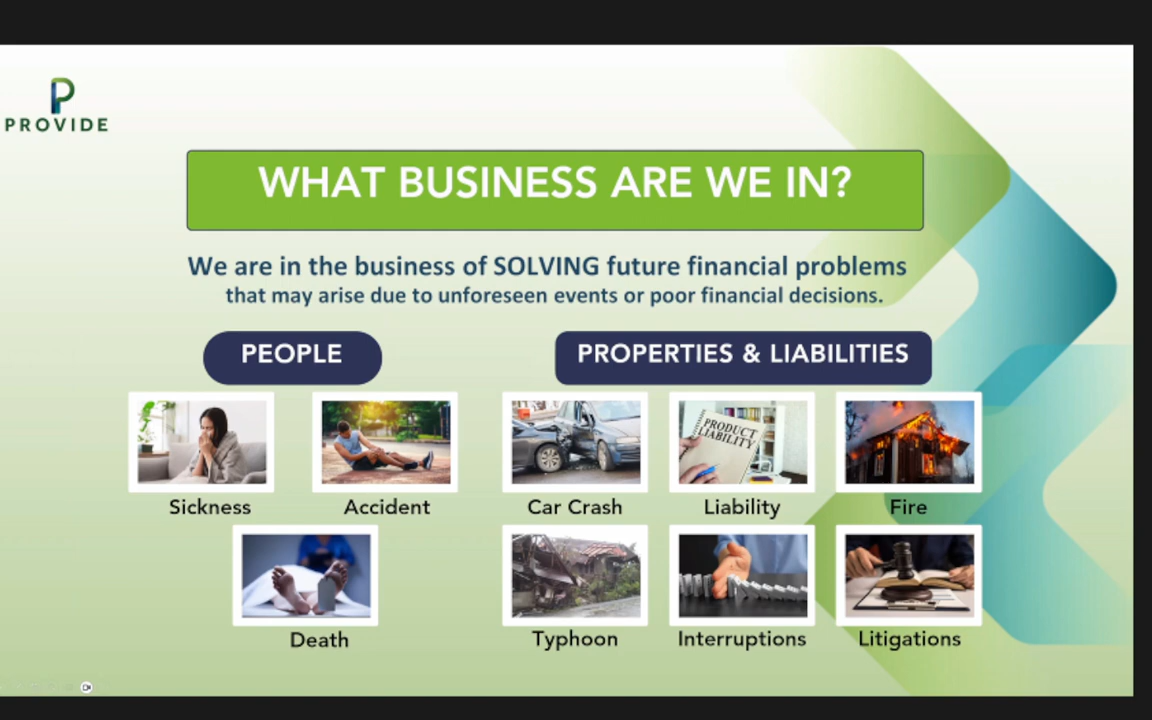 PROVIDE
WHAT BUSINESS ARE WE IN?
We are in the business of SOLVING future financial problems
that may arise due to unforeseen events or poor financial decisions.
PEOPLE
PROPERTIES & LIABILITIES
PRODUCT
LIABILITY
Sickness
Accident
Car Crash
Liability
Fire
Death
Typhoon
Interruptions
Litigations